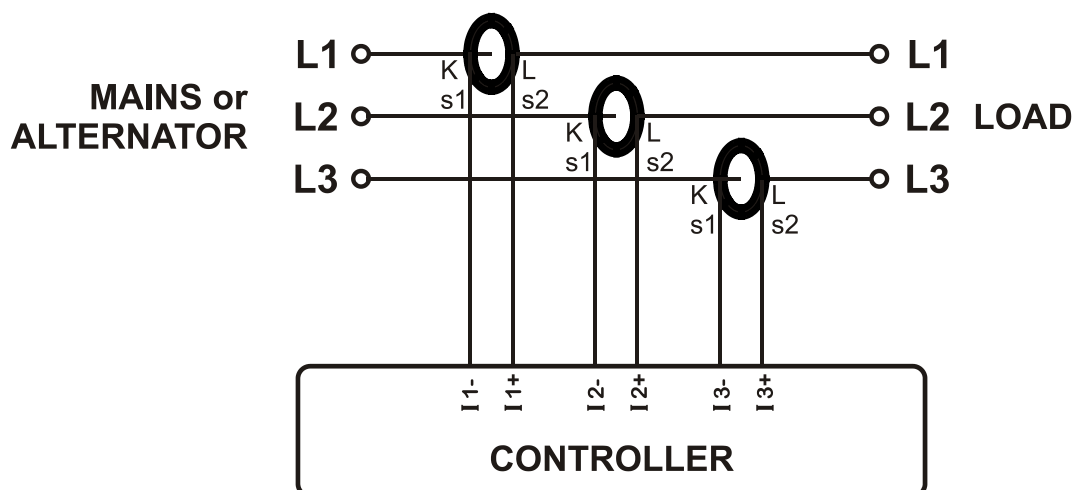 L1
L1
K
L
s1
s2
MAINS or
ALTERNATOR
L2
L2
LOAD
K
L
s1
s2
L3
L3
K
L
s1
s2
I1-
I1+
I2-
I2+
I3-
I3+
CONTROLLER